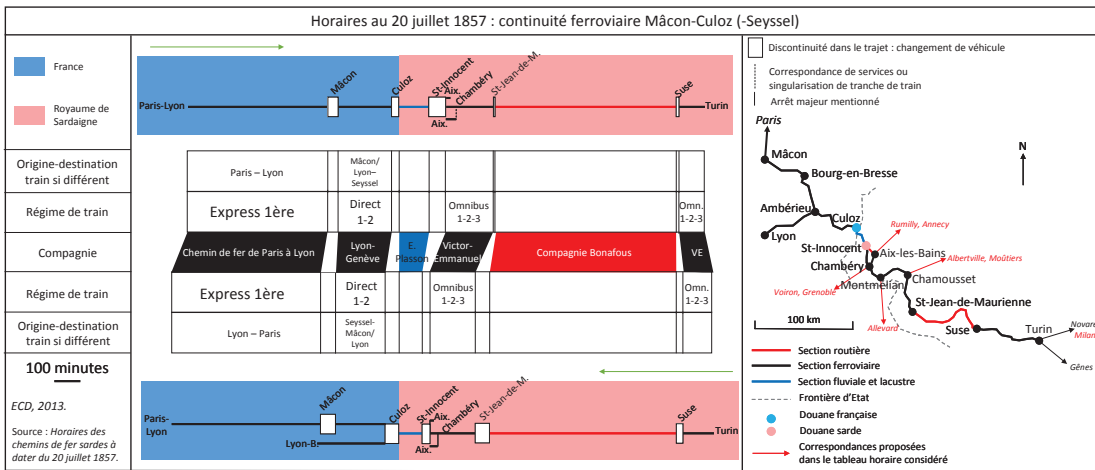 Horaires au 20 juillet 1857 : continuité ferroviaire Mâcon-Culoz (-Seyssel)
France
Royaume de
Sardaigne
Paris-Lyon
Mâcon
Culoz
St-Innocent
Aix.
Chambéry
Aix.
St-Jean-de-M.
Suse
Turin
Origine-destination
train si différent
Paris – Lyon
Mâcon/
Lyon–
Seyssel
Régime de train
Express 1ère
Direct
1-2
Omnibus
1-2-3
Omn.
1-2-3
Compagnie
Chemin de fer de Paris à Lyon
Lyon-
Genève
E.
Plasson
Victor-
Emmanuel
Compagnie Bonafous
VE
Régime de train
Express 1ère
Direct
1-2
Omnibus
1-2-3
Omn.
1-2-3
Origine-destination
train si différent
Lyon – Paris
Seyssel-
Mâcon/
Lyon
100 minutes
ECD, 2013.
Source : Horaires des
chemins de fer sardes à
dater du 20 juillet 1857.
Paris-
Lyon
Mâcon
Lyon-B.
Culoz
St-Innocent
Aix.
Chambéry
Aix.
St-Jean-de-M.
Suse
Turin
Discontinuité dans le trajet : changement de véhicule
Correspondance de services ou
singularisation de tranche de train
Arrêt majeur mentionné
Paris
N
Mâcon
Bourg-en-Bresse
Ambérieu
Culoz
Lyon
Rumilly, Annecy
St-Innocent
Aix-les-Bains
Albertville, Moûtiers
Chambéry
Chamousset
Voiron, Grenoble
Montmélian
St-Jean-de-Maurienne
100 km
Allevard
Suse
Turin
Novare
Milan
Gênes
Section routière
Section ferroviaire
Section fluviale et lacustre
Frontière d'Etat
Douane française
Douane sarde
Correspondances proposées
dans le tableau horaire considéré